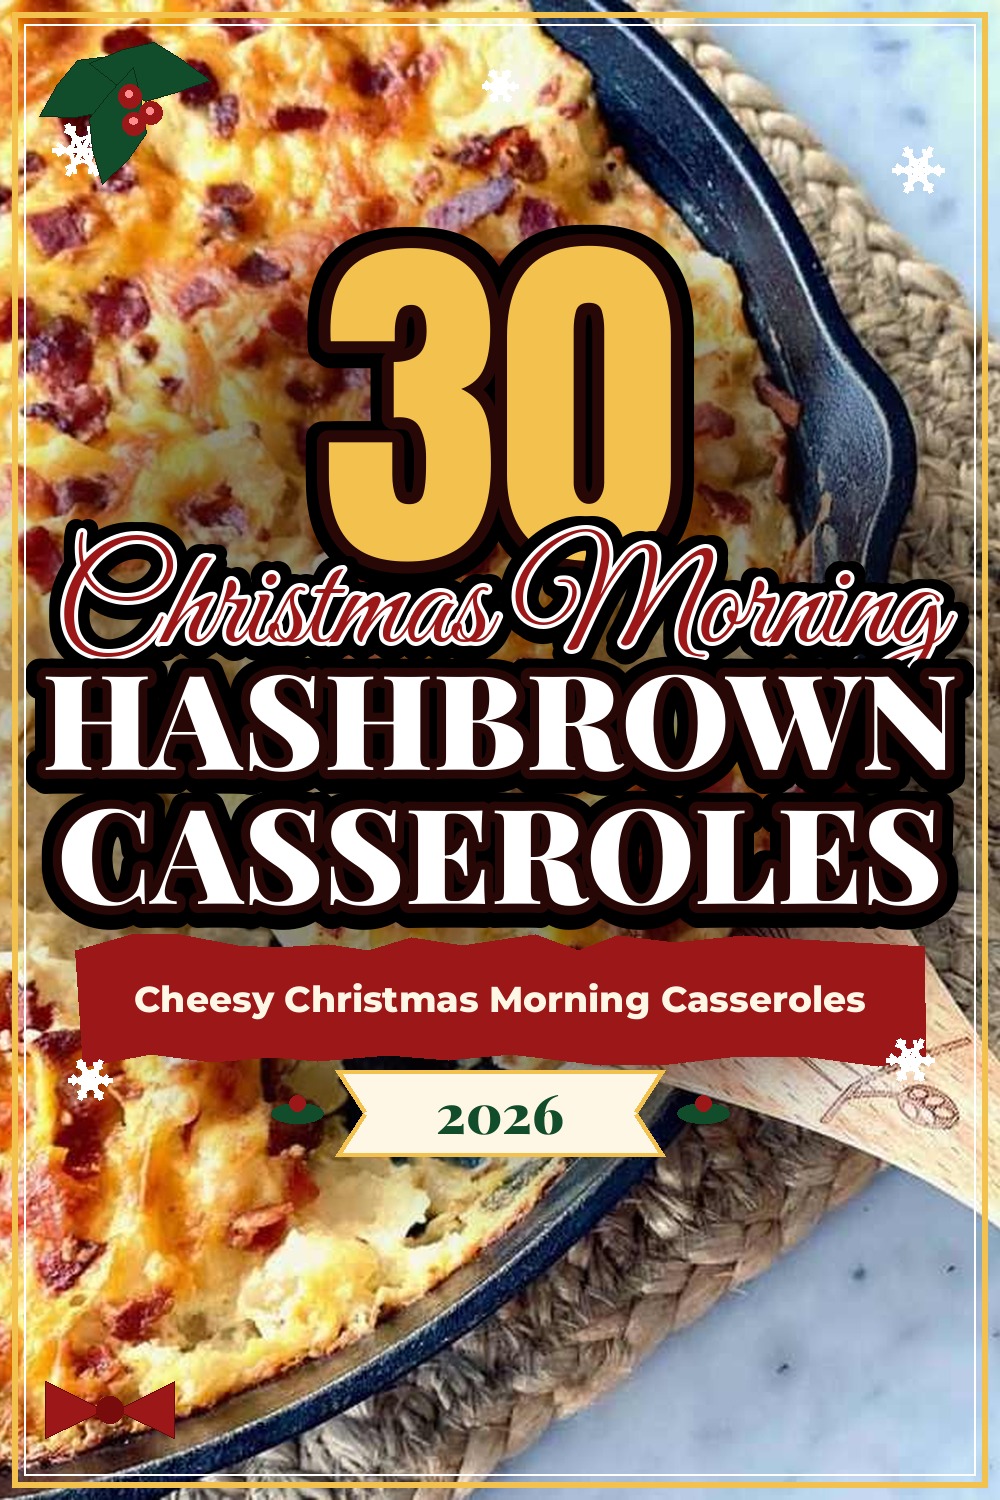 30
Christmas Morning
HASHBROWN
CASSEROLES
Cheesy Christmas Morning Casseroles
2026